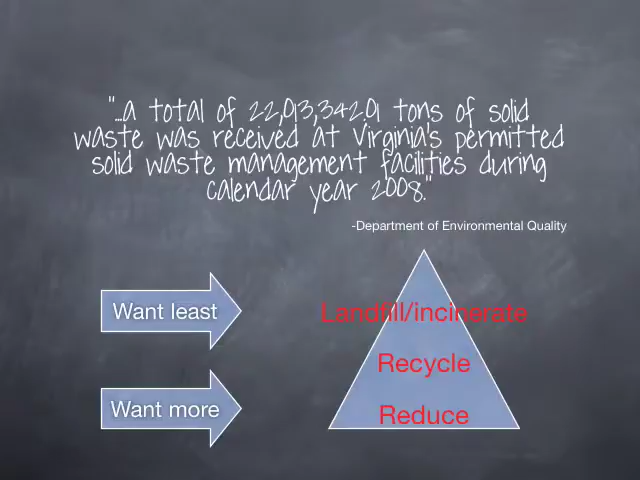 "...a total of 22,013,342.01 tons of solid
waste was received at Virginia's permitted
solid waste management facilities during
calendar year 2008."
-Department of Environmental Quality
Want least
Landfill/incinerate
Recycle
Want more
Reduce